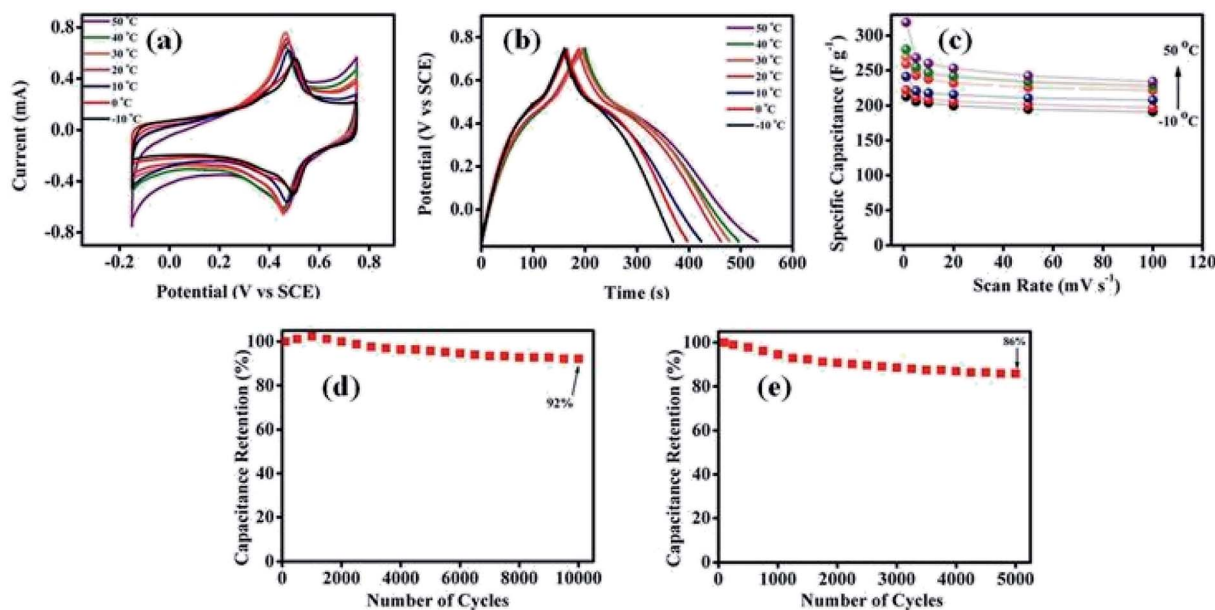 (a)
50 °C
40 °C
30 °C
20 °C
10 °C
0 °C
-10 °C
0.8
0.4
0.0
-0.4
-0.8
Current (mA)
-0.2 0.0 0.2 0.4 0.6 0.8
Potential (V vs SCE)
(b)
50 °C
40 °C
30 °C
20 °C
10 °C
0 °C
-10 °C
1.2
0.8
0.4
0.0
Potential (V vs SCE)
0 100 200 300 400 500 600
Time (s)
(c)
50 °C
-10 °C
300
250
200
150
100
50
0
Specific Capacitance (F g-1)
0 20 40 60 80 100 120
Scan Rate (mV s-1)
(d)
92%
100
80
60
40
20
0
Capacitance Retention (%)
0 2000 4000 6000 8000 10000
Number of Cycles
(e)
86%
100
80
60
40
20
0
Capacitance Retention (%)
0 1000 2000 3000 4000 5000
Number of Cycles